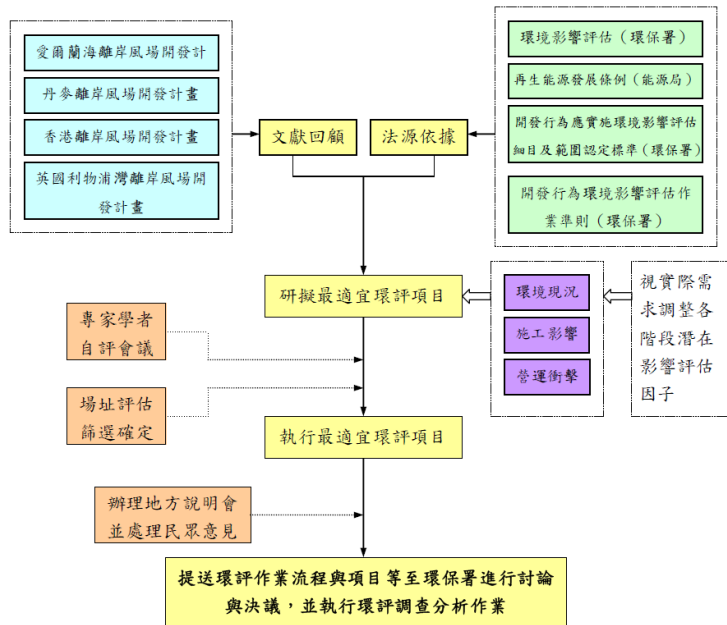 愛爾蘭海離岸風場開發計
丹麥離岸風場開發計畫
香港離岸風場開發計畫
英國利物浦灣離岸風場開
發計畫
文獻回顧
法源依據
環境影響評估（環保署）
再生能源發展條例（能源局）
開發行為應實施環境影響評估
細目及範圍認定標準（環保署）
開發行為環境影響評估作
業準則（環保署）
研擬最適宜環評項目
環境現況
施工影響
營運衝擊
視實際需
求調整各
階段潛在
影響評估
因子
專家學者
自評會議
場址評估
篩選確定
執行最適宜環評項目
辦理地方說明會
並處理民眾意見
提送環評作業流程與項目等至環保署進行討論
與決議，並執行環評調查分析作業